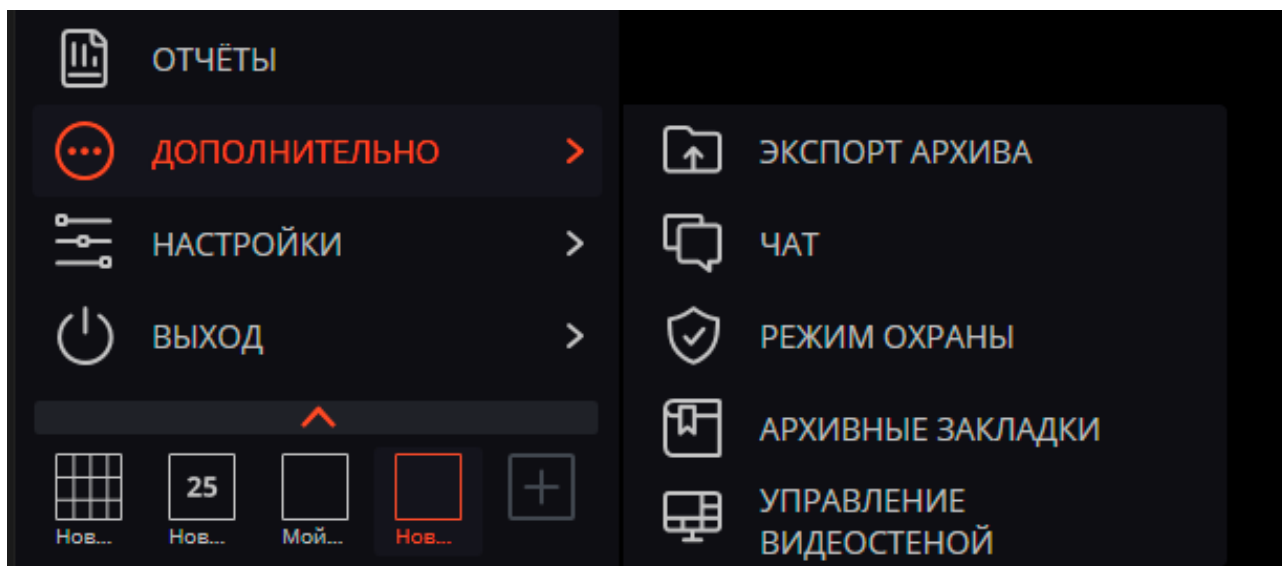 ОТЧЁТЫ
ДОПОЛНИТЕЛЬНО
НАСТРОЙКИ
ВЫХОД
25
Нов...
Нов...
Мой...
Нов...
ЭКСПОРТ АРХИВА
ЧАТ
РЕЖИМ ОХРАНЫ
АРХИВНЫЕ ЗАКЛАДКИ
УПРАВЛЕНИЕ
ВИДЕОСТЕНОЙ